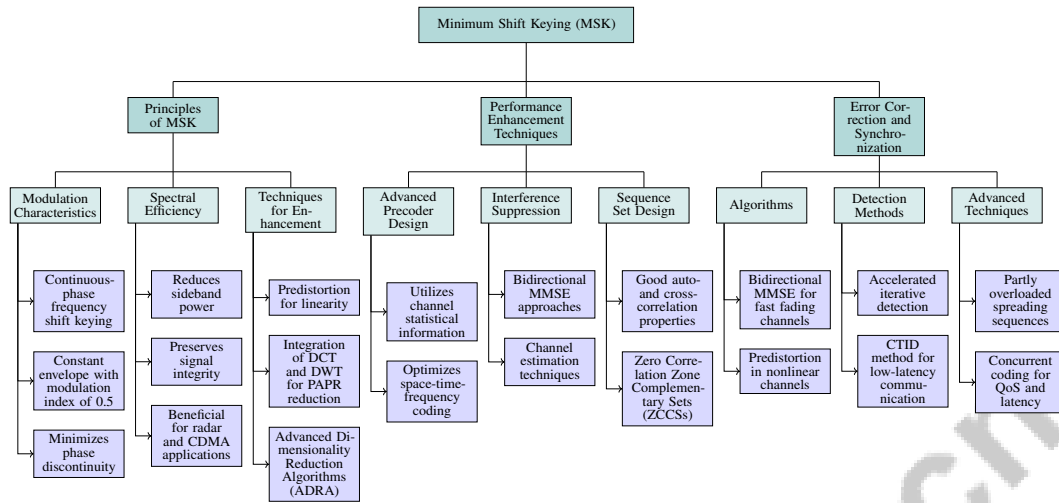 Minimum Shift Keying (MSK)
Principles
of MSK
Performance
Enhancement
Techniques
Error Cor-
rection and
Synchro-
nization
Modulation
Characteristics
Spectral
Efficiency
Techniques
for En-
hancement
Advanced
Precoder
Design
Interference
Suppression
Sequence
Set Design
Algorithms
Detection
Methods
Advanced
Techniques
Continuous-
phase
frequency
shift keying
Constant
envelope with
modulation
index of 0.5
Minimizes
phase
discontinuity
Reduces
sideband
power
Preserves
signal
integrity
Beneficial
for radar
and CDMA
applications
Predistortion
for linearity
Integration
of DCT
and DWT
for PAPR
reduction
Advanced Di-
mensionality
Reduction
Algorithms
(ADRA)
Utilizes
channel
statistical
information
Optimizes
space-time-
frequency
coding
Bidirectional
MMSE
approaches
Channel
estimation
techniques
Good auto-
and cross-
correlation
properties
Zero Corre-
lation Zone
Complemen-
tary Sets
(ZCCSs)
Bidirectional
MMSE for
fast fading
channels
Predistortion
in nonlinear
channels
Accelerated
iterative
detection
CTID
method for
low-latency
commu-
nication
Partly
overloaded
spreading
sequences
Concurrent
coding for
QoS and
latency
cn